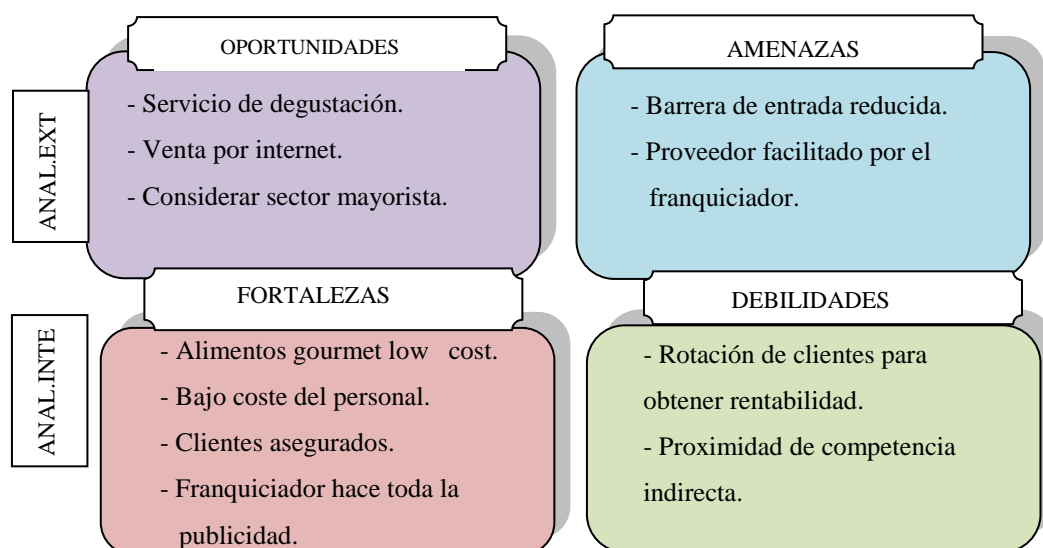 OPORTUNIDADES
AMENAZAS
ANAL.EXT
- Servicio de degustación.
- Venta por internet.
- Considerar sector mayorista.
- Barrera de entrada reducida.
- Proveedor facilitado por el
franquiciador.
FORTALEZAS
DEBILIDADES
ANAL.INTE
- Alimentos gourmet low cost.
- Bajo coste del personal.
- Clientes asegurados.
- Franquiciador hace toda la
publicidad.
- Rotación de clientes para
obtener rentabilidad.
- Proximidad de competencia
indirecta.